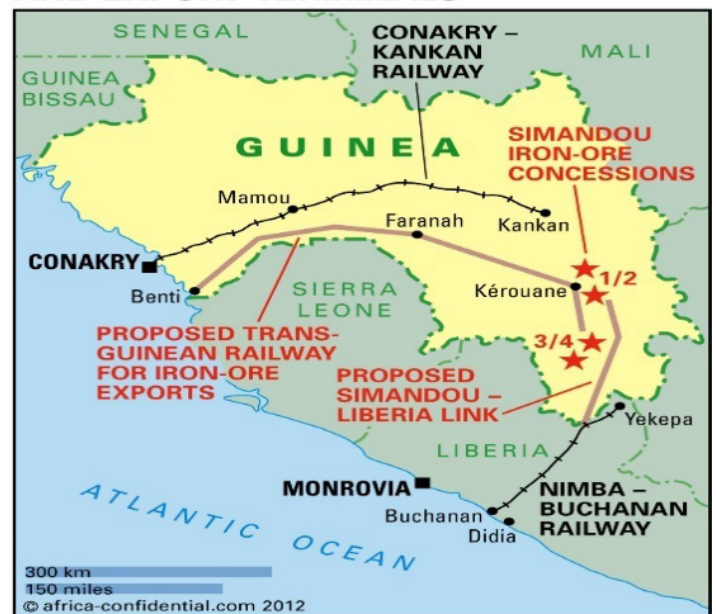 SENEGAL
GUINEA
BISSAU
CONAKRY –
KANKAN
RAILWAY
MALI
GUINEA
SIMANDOU
IRON-ORE
CONCESSIONS
Mamou
Faranah
Kankan
CONAKRY
Benti
SIERRA
LEONE
Kérouane
1/2
3/4
PROPOSED TRANS-
GUINEAN RAILWAY
FOR IRON-ORE
EXPORTS
PROPOSED
SIMANDOU –
LIBERIA LINK
Yekepa
LIBERIA
MONROVIA
NIMBA –
BUCHANAN
RAILWAY
Buchanan
Didia
ATLANTIC OCEAN
300 km
150 miles
© africa-confidential.com 2012